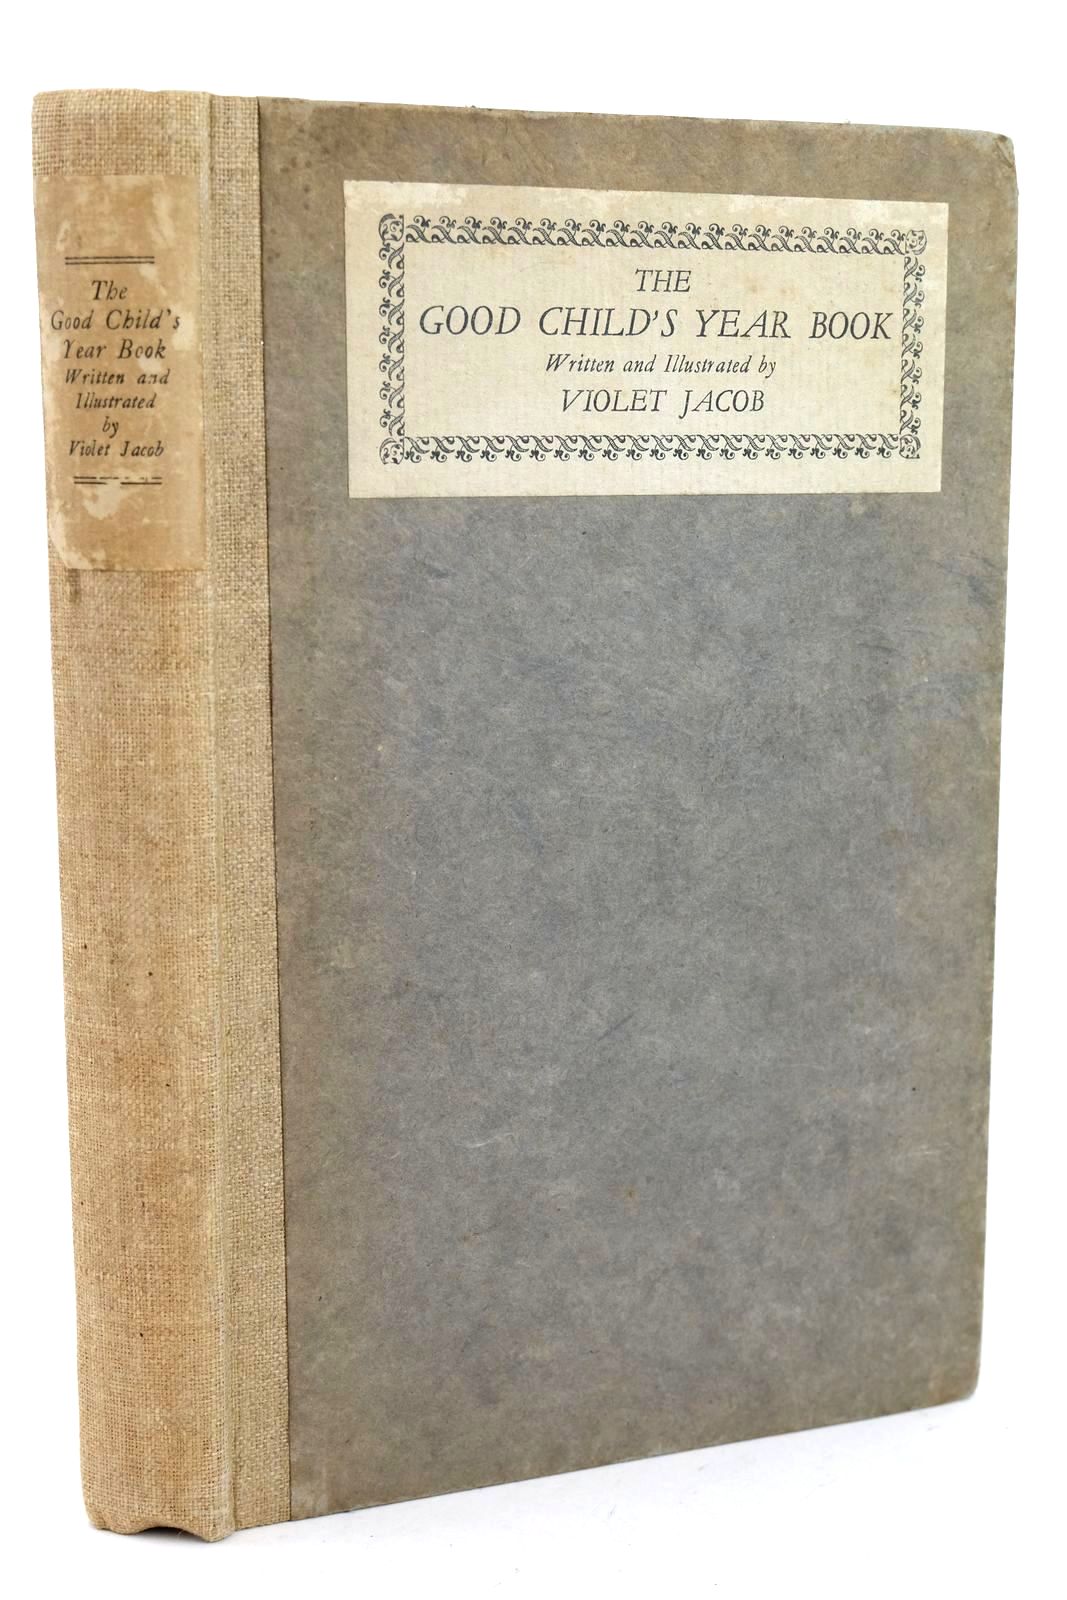 The
Good Child's
Year Book
Written and
Illustrated
by
Violet Jacob
THE
GOOD CHILD'S YEAR BOOK
Written and Illustrated by
VIOLET JACOB